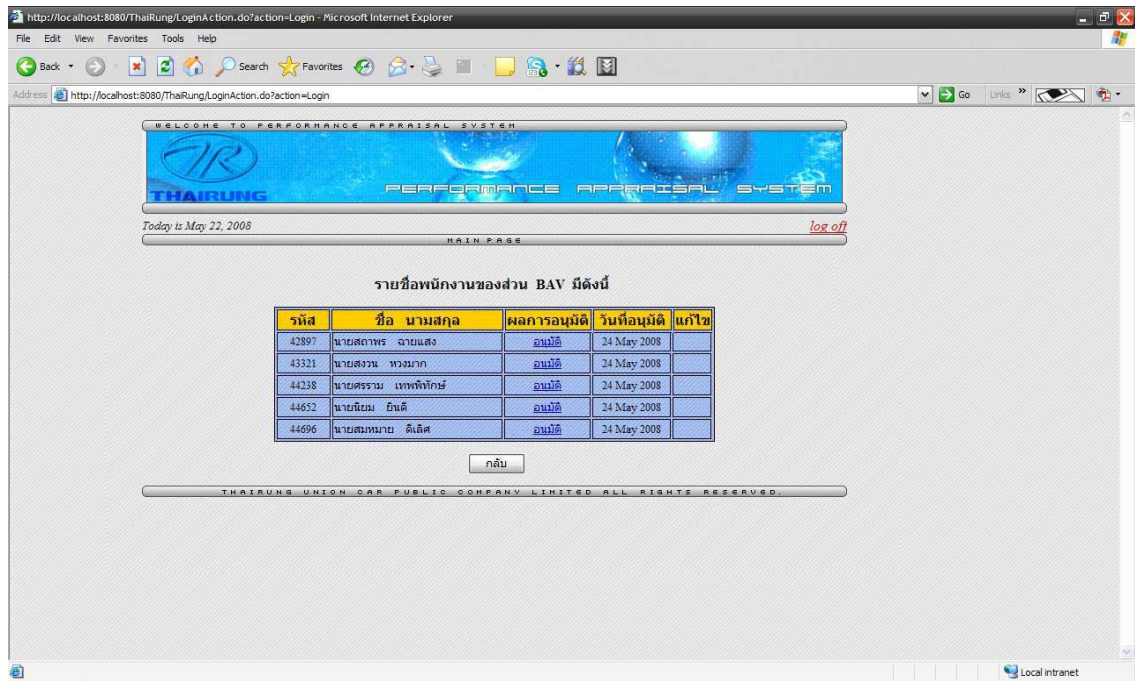 http://localhost:8080/ThaiRung/LoginAction.do?action=Login - Microsoft Internet Explorer
File Edit View Favorites Tools Help
Back Search Favorites
Address http://localhost:8080/ThaiRung/LoginAction.do?action=Login Go Links »
WELCOME TO PERFORMANCE APPRAISAL SYSTEM
TR
THAIRUNG
PERFORMANCE APPRAISAL SYSTEM
Today is May 22, 2008 log off
MAIN PAGE
รายชื่อพนักงานของส่วน BAV มีดังนี้
รหัส ชื่อ นามสกุล ผลการอนุมัติ วันที่อนุมัติ แก้ไข
42897 นายสถาพร ฉายแสง อนุมัติ 24 May 2008
43321 นายสงวน หวงมาก อนุมัติ 24 May 2008
44238 นายศรราม เทพพิทักษ์ อนุมัติ 24 May 2008
44652 นายนิยม ยินดี อนุมัติ 24 May 2008
44696 นายสมหมาย ดีเลิศ อนุมัติ 24 May 2008
กลับ
THAIRUNG UNION CAR PUBLIC COMPANY LIMITED ALL RIGHTS RESERVED.
Local intranet